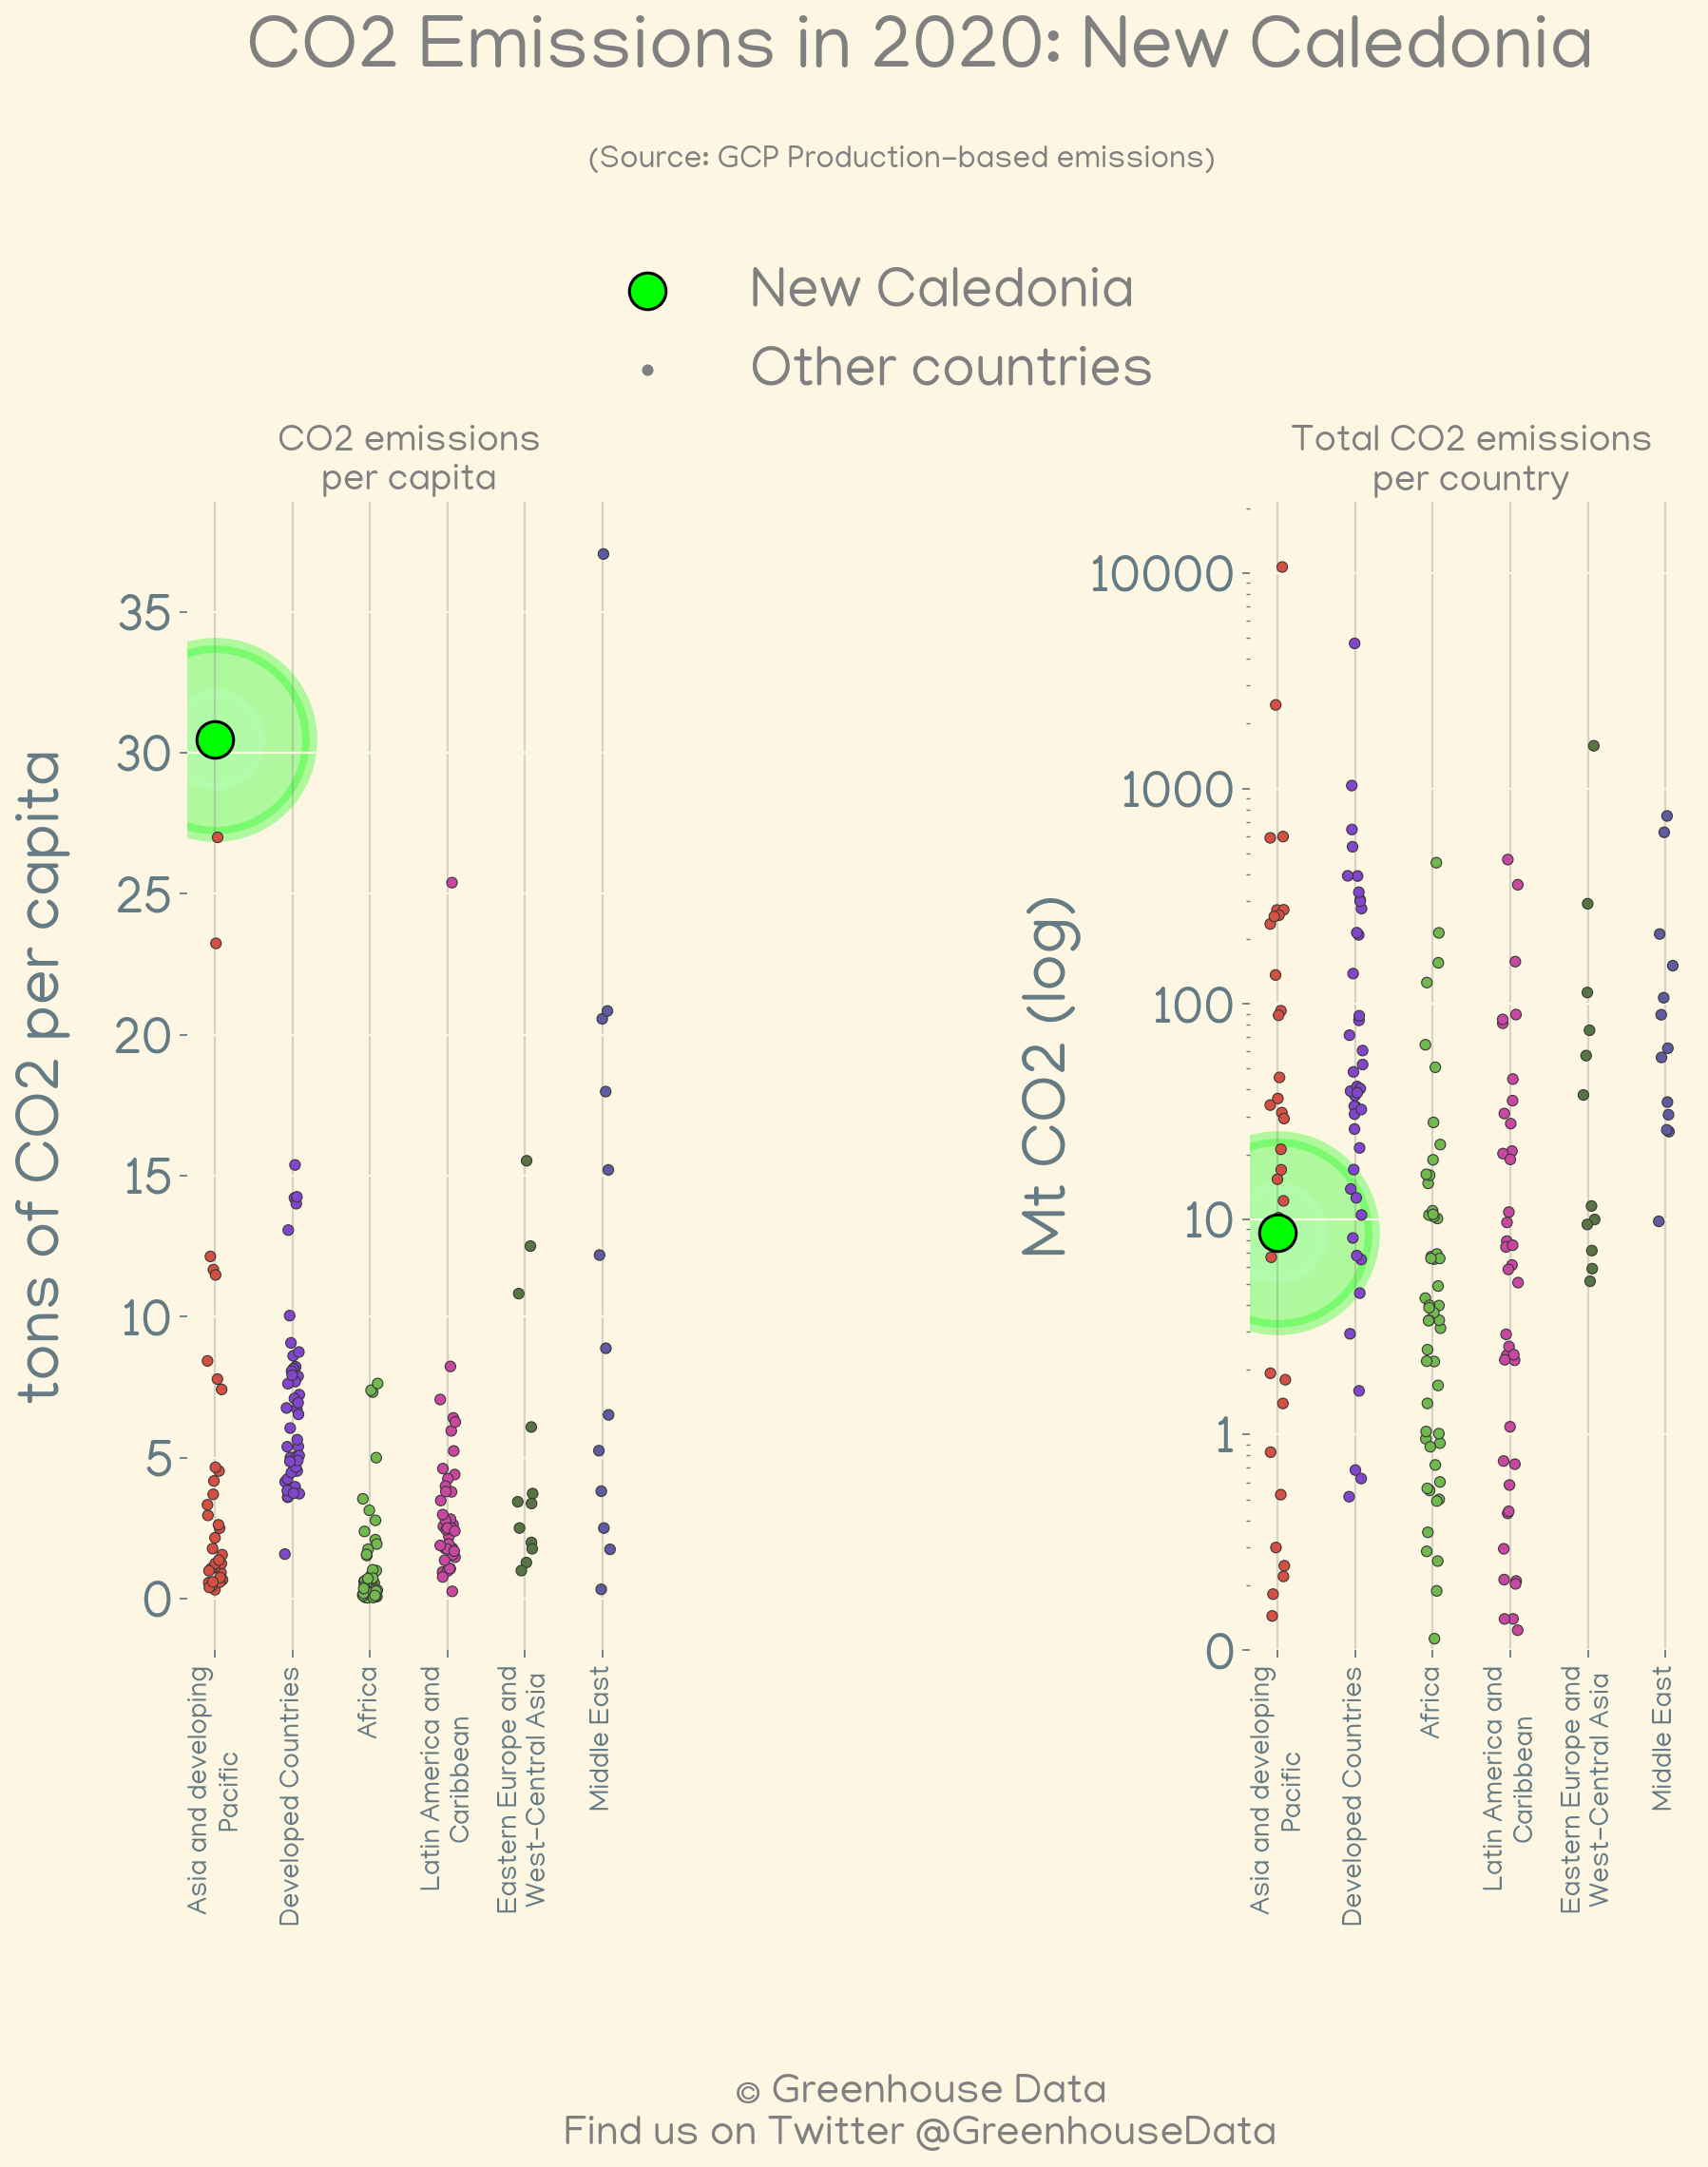 CO2 Emissions in 2020: New Caledonia
(Source: GCP Production-based emissions)
New Caledonia
Other countries
CO2 emissions
per capita
Total CO2 emissions
per country
tons of CO2 per capita
35
30
25
20
15
10
5
0
Asia and developing
Pacific
Developed Countries
Africa
Latin America and
Caribbean
Eastern Europe and
West-Central Asia
Middle East
Mt CO2 (log)
10000
1000
100
10
1
0
Asia and developing
Pacific
Developed Countries
Africa
Latin America and
Caribbean
Eastern Europe and
West-Central Asia
Middle East
© Greenhouse Data
Find us on Twitter @GreenhouseData